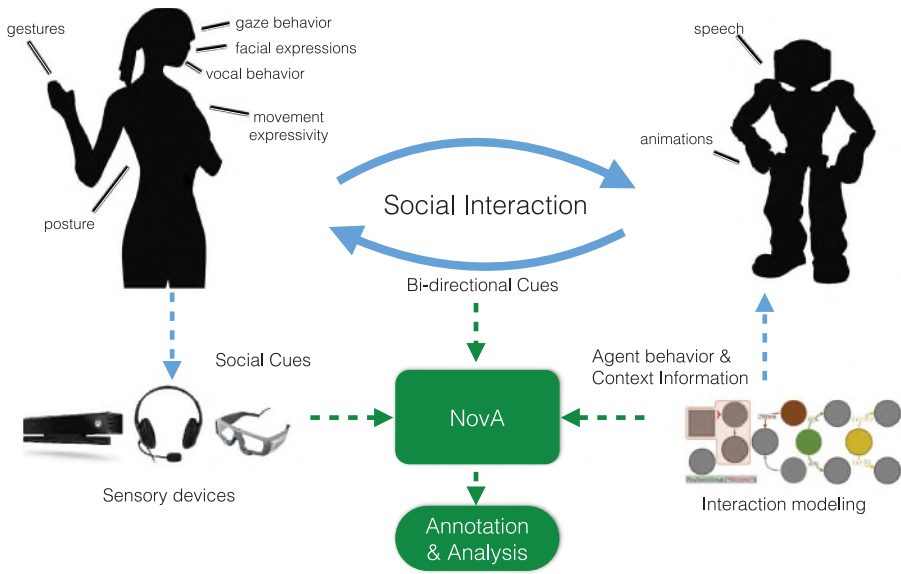 gestures
gaze behavior
facial expressions
vocal behavior
movement
expressivity
posture
speech
animations
Social Interaction
Bi-directional Cues
Social Cues
Agent behavior &
Context Information
NovA
Sensory devices
Interaction modeling
Annotation
& Analysis